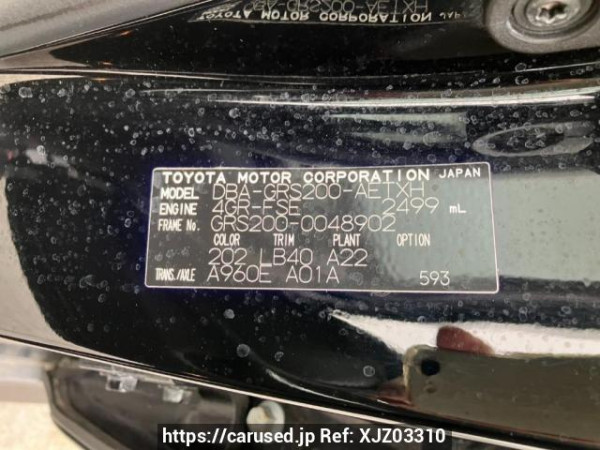 TOYOTA MOTOR CORPORATION JAPAN
MODEL DBA-GRS200-AETXH
ENGINE 4GR-FSE 2499 mL
FRAME No. GRS200-0048902
COLOR TRIM PLANT OPTION
202 LB40 A22
TRANS./AXLE A960E A01A 593
https://carused.jp Ref: XJZ03310